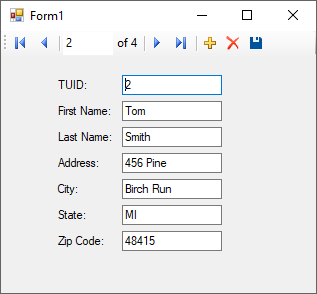 Form1
2 of 4
TUID: 2
First Name: Tom
Last Name: Smith
Address: 456 Pine
City: Birch Run
State: MI
Zip Code: 48415